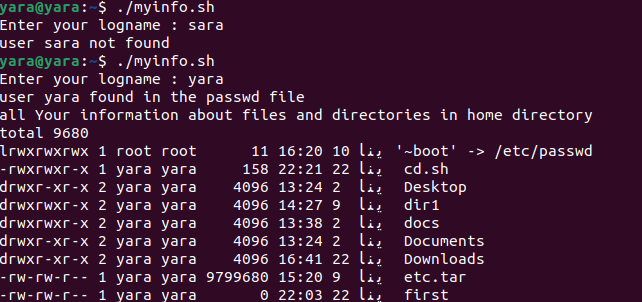 yara@yara:~$ ./myinfo.sh
Enter your logname : sara
user sara not found
yara@yara:~$ ./myinfo.sh
Enter your logname : yara
user yara found in the passwd file
all Your information about files and directories in home directory
total 9680
lrwxrwxrwx 1 root root 11 16:20 10 ينا '~boot' -> /etc/passwd
-rwxrwxr-x 1 yara yara 158 22:21 22 ينا cd.sh
drwxr-xr-x 2 yara yara 4096 13:24 2 ينا Desktop
drwxrwxr-x 2 yara yara 4096 14:27 9 ينا dir1
drwxrwxr-x 2 yara yara 4096 13:38 2 ينا docs
drwxr-xr-x 2 yara yara 4096 13:24 2 ينا Documents
drwxr-xr-x 2 yara yara 4096 16:41 22 ينا Downloads
-rw-rw-r-- 1 yara yara 9799680 15:20 9 ينا etc.tar
-rw-rw-r-- 1 yara yara 0 22:03 22 ينا first